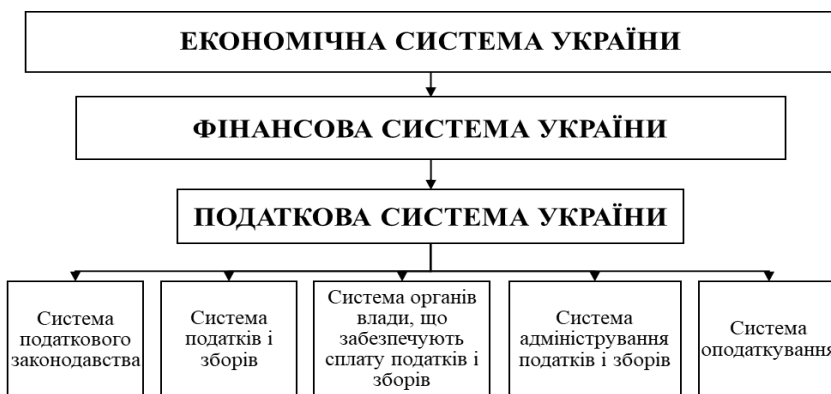 ЕКОНОМІЧНА СИСТЕМА УКРАЇНИ
ФІНАНСОВА СИСТЕМА УКРАЇНИ
ПОДАТКОВА СИСТЕМА УКРАЇНИ
Система
податкового
законодавства
Система
податків і
зборів
Система органів
влади, що
забезпечують
сплату податків і
зборів
Система
адміністрування
податків і зборів
Система
оподаткування